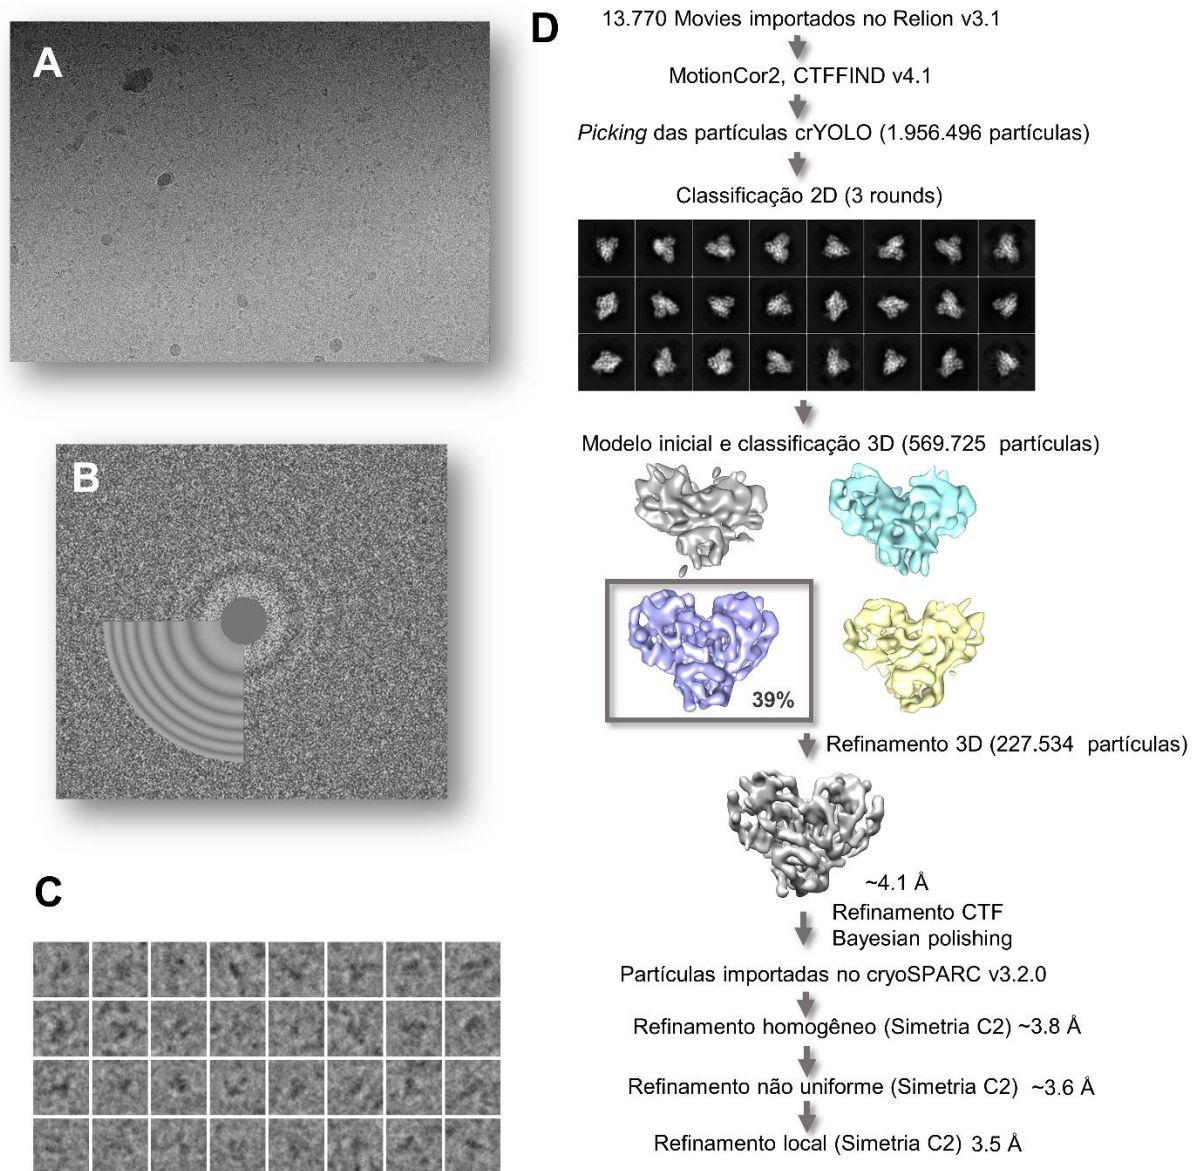 A
B
C
D
13.770 Movies importados no Relion v3.1
MotionCor2, CTFFIND v4.1
Picking das partículas crYOLO (1.956.496 partículas)
Classificação 2D (3 rounds)
Modelo inicial e classificação 3D (569.725 partículas)
39%
Refinamento 3D (227.534 partículas)
~4.1 Å
Refinamento CTF
Bayesian polishing
Partículas importadas no cryoSPARC v3.2.0
Refinamento homogêneo (Simetria C2) ~3.8 Å
Refinamento não uniforme (Simetria C2) ~3.6 Å
Refinamento local (Simetria C2) 3.5 Å